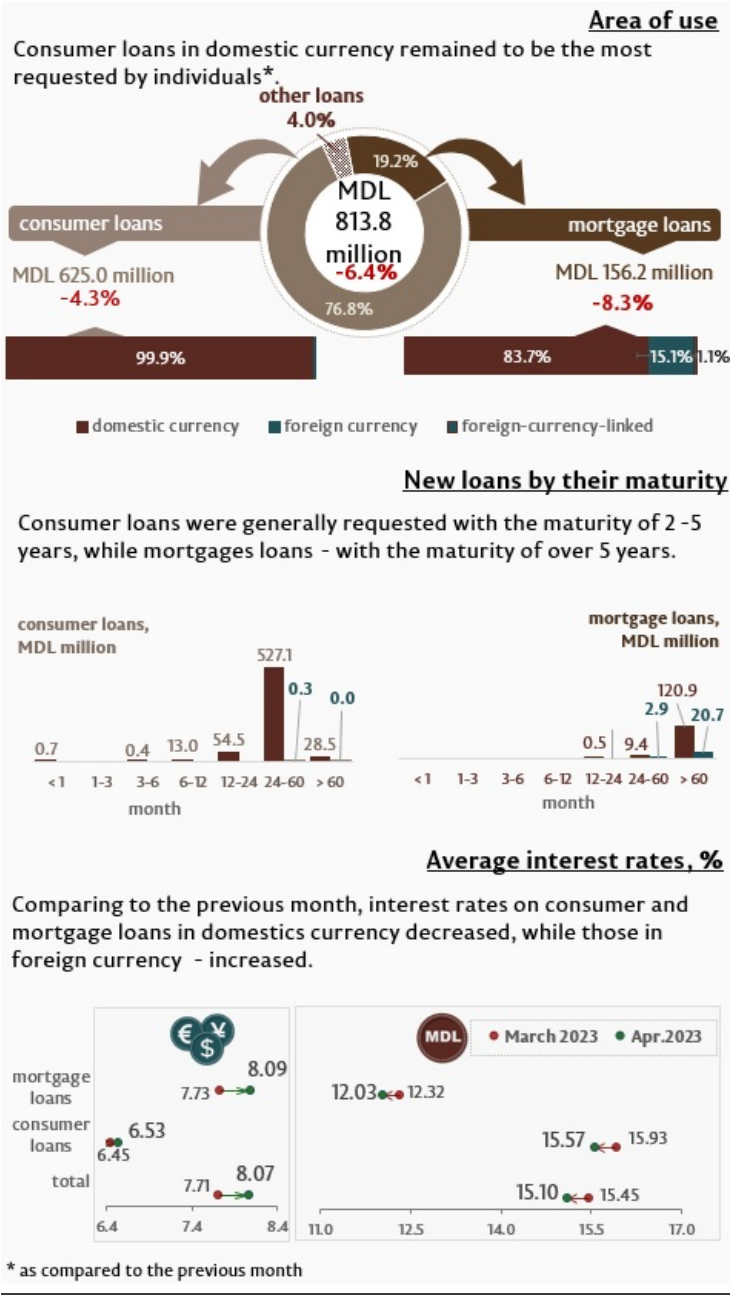 Area of use
Consumer loans in domestic currency remained to be the most
requested by individuals*.
other loans
4.0%
19.2%
MDL
813.8
million
-6.4%
76.8%
consumer loans
MDL 625.0 million
-4.3%
99.9%
mortgage loans
MDL 156.2 million
-8.3%
83.7%
15.1%
1.1%
domestic currency
foreign currency
foreign-currency-linked
New loans by their maturity
Consumer loans were generally requested with the maturity of 2 -5
years, while mortgages loans - with the maturity of over 5 years.
consumer loans,
MDL million
0.7
0.4
13.0
54.5
527.1
0.3
28.5
0.0
< 1 1-3 3-6 6-12 12-24 24-60 > 60
month
mortgage loans,
MDL million
0.5
9.4
2.9
120.9
20.7
< 1 1-3 3-6 6-12 12-24 24-60 > 60
month
Average interest rates, %
Comparing to the previous month, interest rates on consumer and
mortgage loans in domestics currency decreased, while those in
foreign currency - increased.
€ ¥
$
mortgage
loans
7.73
8.09
consumer
loans
6.53
6.45
total
7.71
8.07
6.4 7.4 8.4
MDL
March 2023
Apr.2023
12.03
12.32
15.57
15.93
15.10
15.45
11.0 12.5 14.0 15.5 17.0
* as compared to the previous month